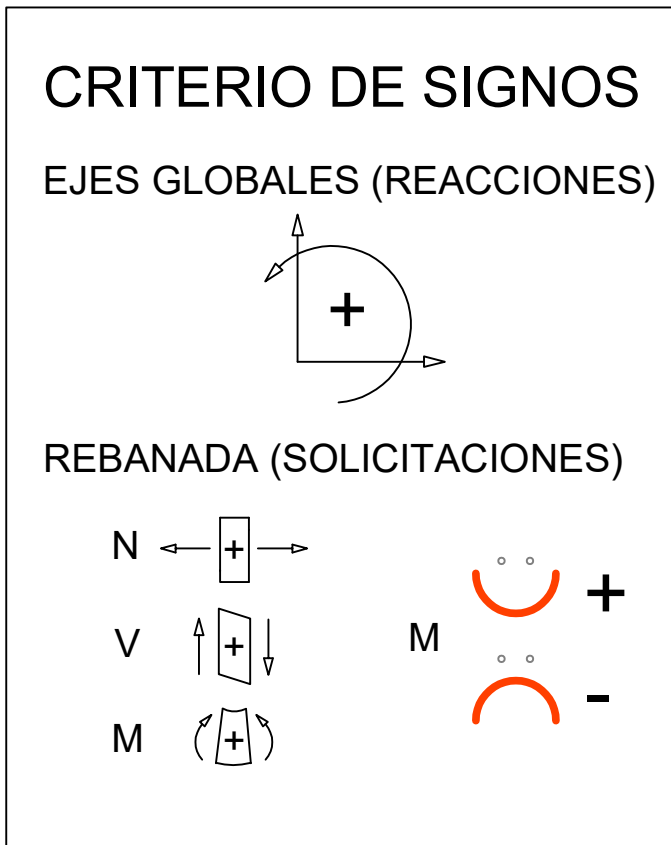 CRITERIO DE SIGNOS
EJES GLOBALES (REACCIONES)
+
REBANADA (SOLICITACIONES)
N +
V +
M +
M
+
-